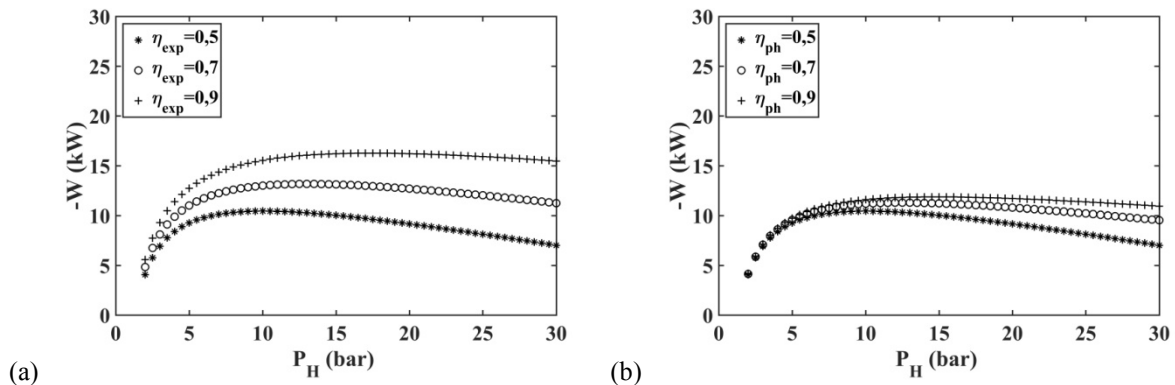 30
25
20
15
10
5
0
-W (kW)
* η_exp=0,5
○ η_exp=0,7
+ η_exp=0,9
0 5 10 15 20 25 30
P_H (bar)
(a)
30
25
20
15
10
5
0
-W (kW)
* η_ph=0,5
○ η_ph=0,7
+ η_ph=0,9
0 5 10 15 20 25 30
P_H (bar)
(b)